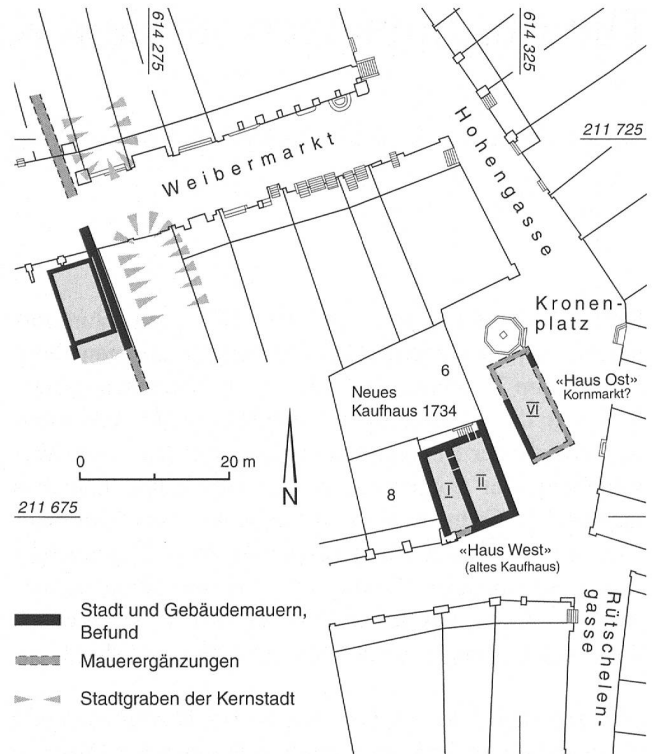 614 275
614 325
211 725
Weibermarkt
Hohengasse
Kronen-
platz
6
Neues
Kaufhaus 1734
«Haus Ost»
Kornmarkt?
VI
0
20 m
N
I
II
8
211 675
«Haus West»
(altes Kaufhaus)
Rütschelen-
gasse
Stadt und Gebäudemauern,
Befund
Mauerergänzungen
Stadtgraben der Kernstadt